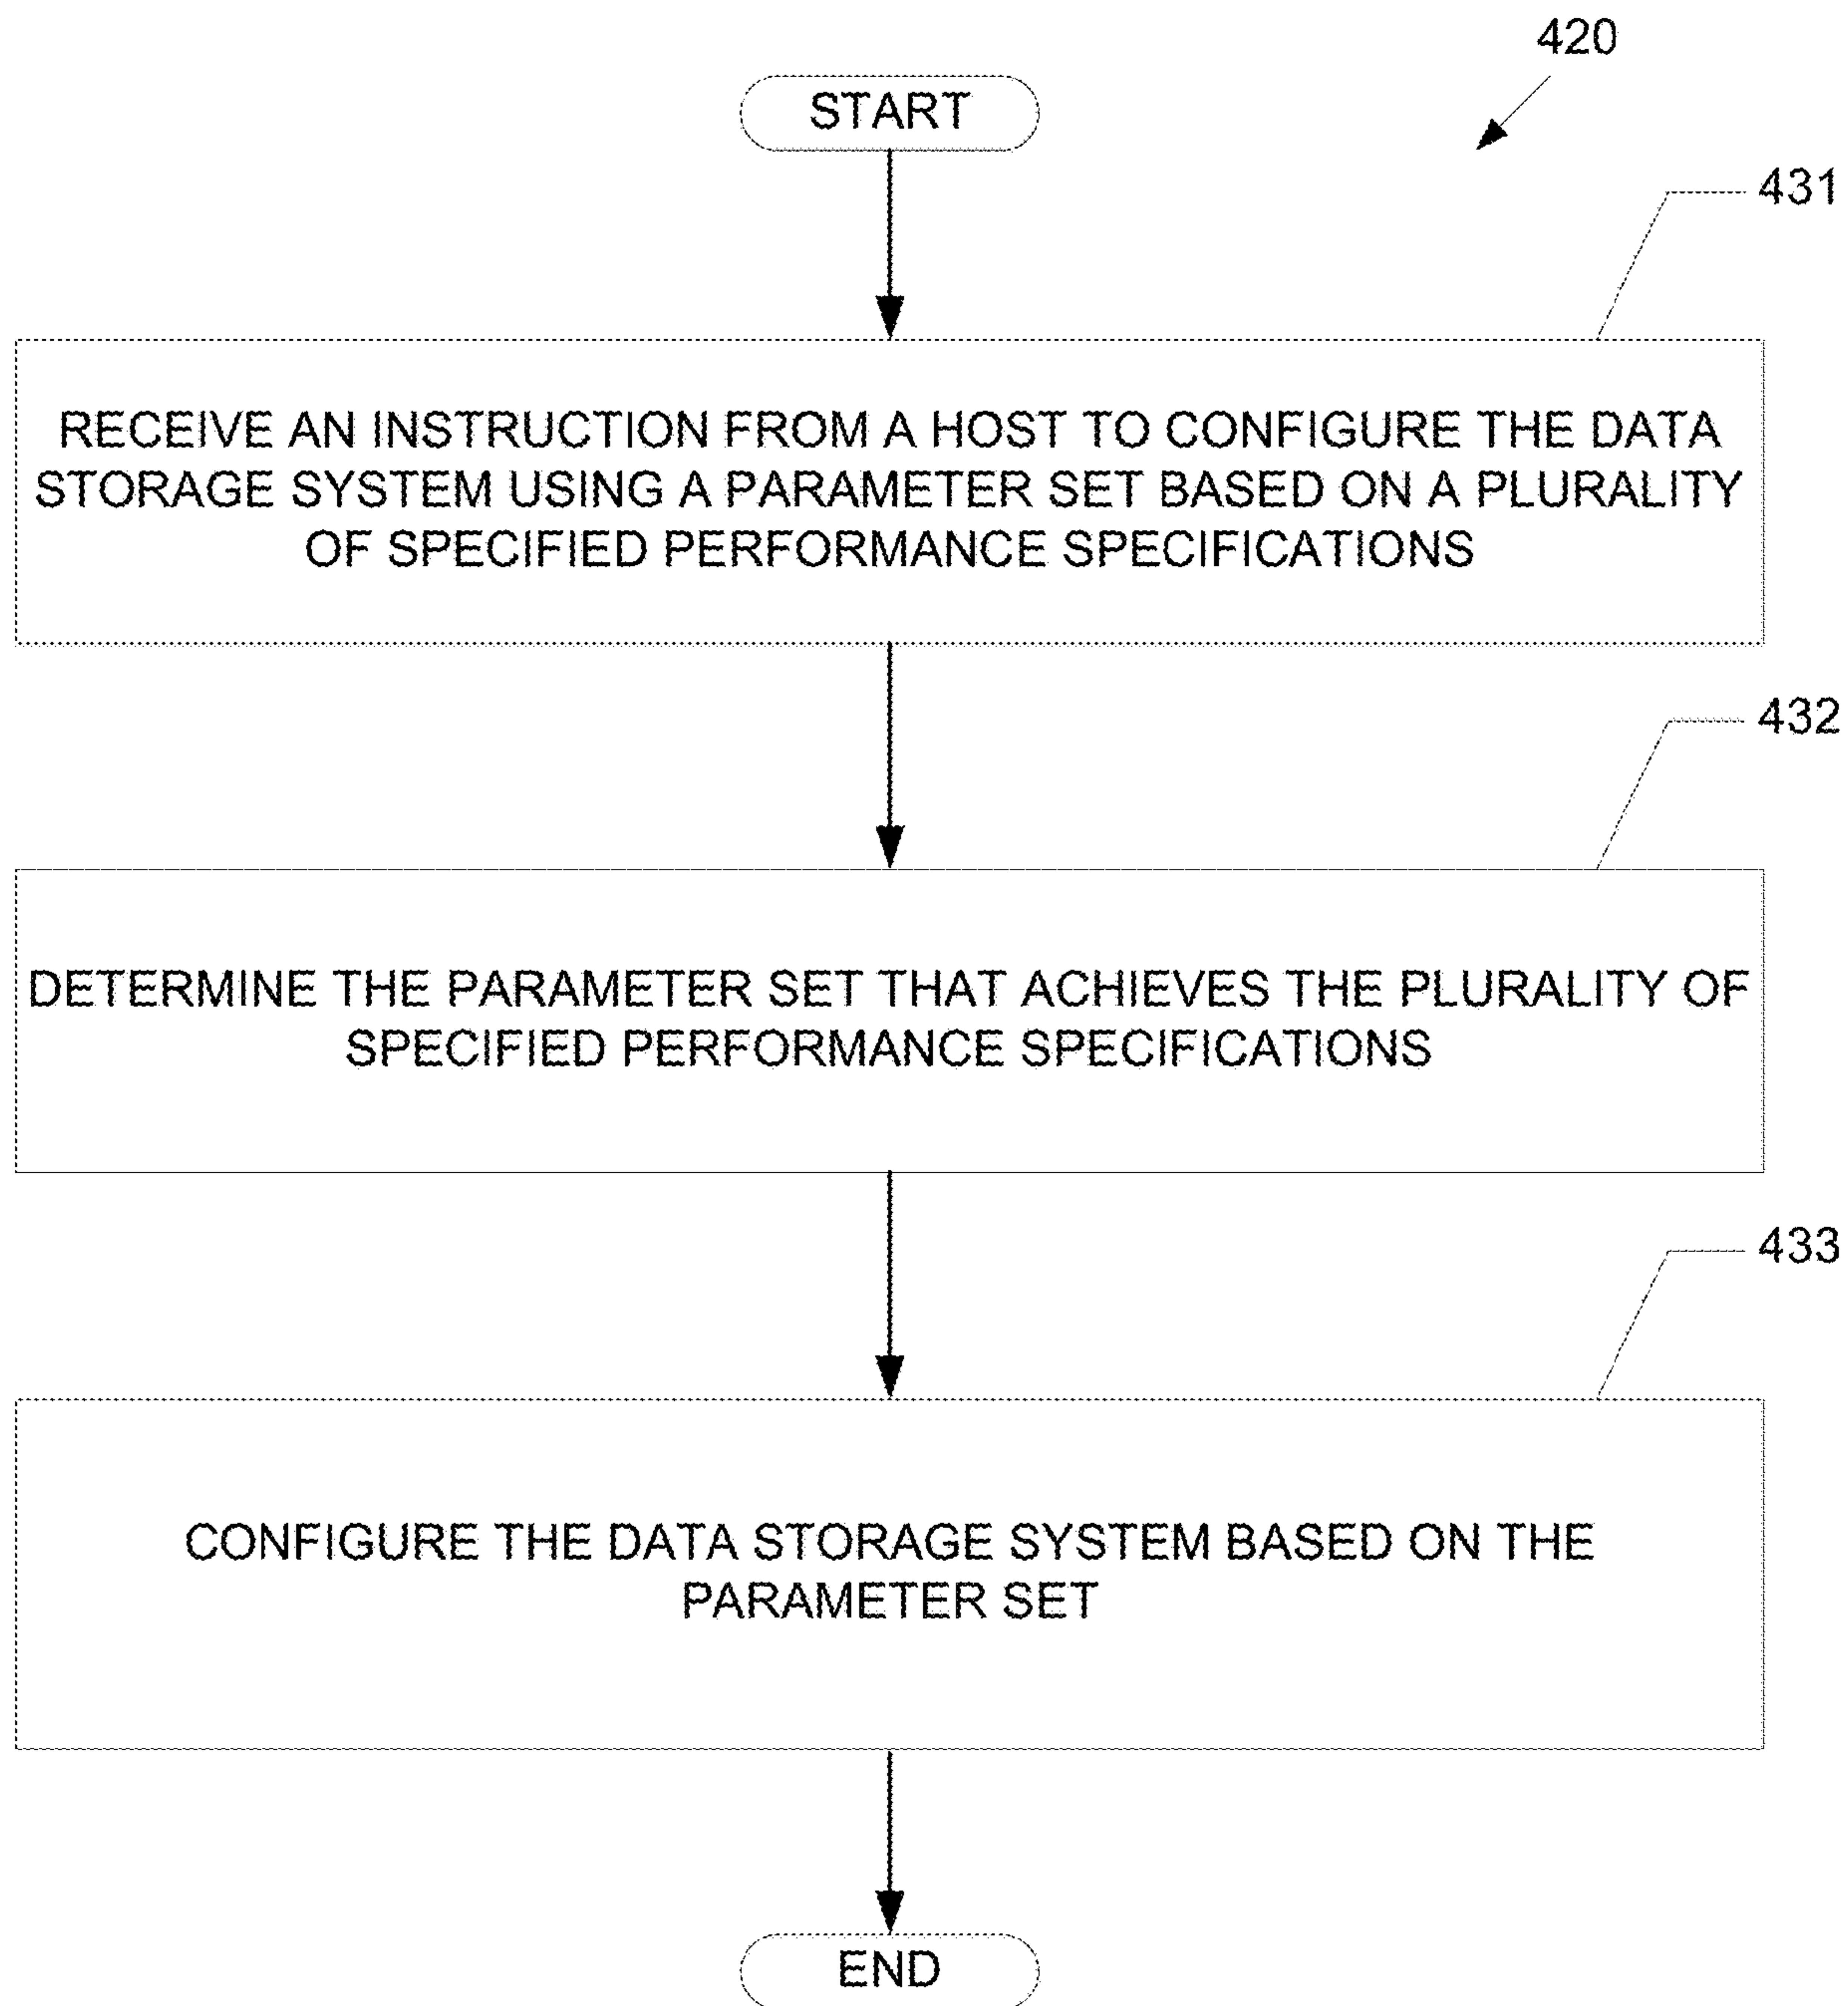 420
START
431
RECEIVE AN INSTRUCTION FROM A HOST TO CONFIGURE THE DATA
STORAGE SYSTEM USING A PARAMETER SET BASED ON A PLURALITY
OF SPECIFIED PERFORMANCE SPECIFICATIONS
432
DETERMINE THE PARAMETER SET THAT ACHIEVES THE PLURALITY OF
SPECIFIED PERFORMANCE SPECIFICATIONS
433
CONFIGURE THE DATA STORAGE SYSTEM BASED ON THE
PARAMETER SET
END